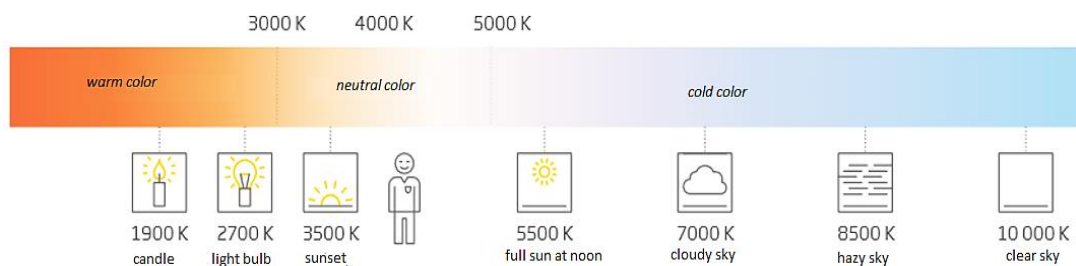 3000 K 4000 K 5000 K
warm color neutral color cold color
1900 K 2700 K 3500 K 5500 K 7000 K 8500 K 10 000 K
candle light bulb sunset full sun at noon cloudy sky hazy sky clear sky